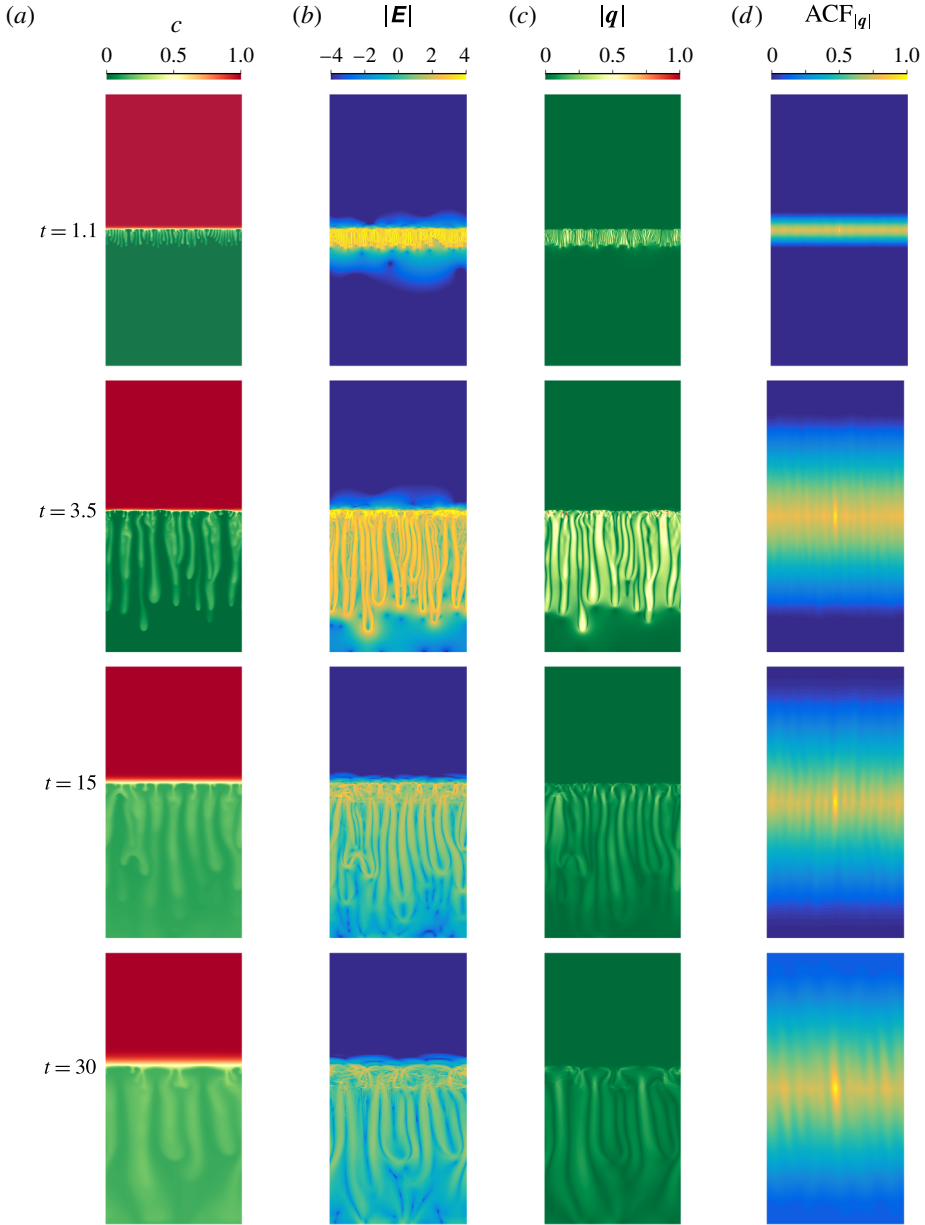 (a) (b) (c) (d)
c |E| |q| ACF|q|
0 0.5 1.0 −4 −2 0 2 4 0 0.5 1.0 0 0.5 1.0
t = 1.1
t = 3.5
t = 15
t = 30